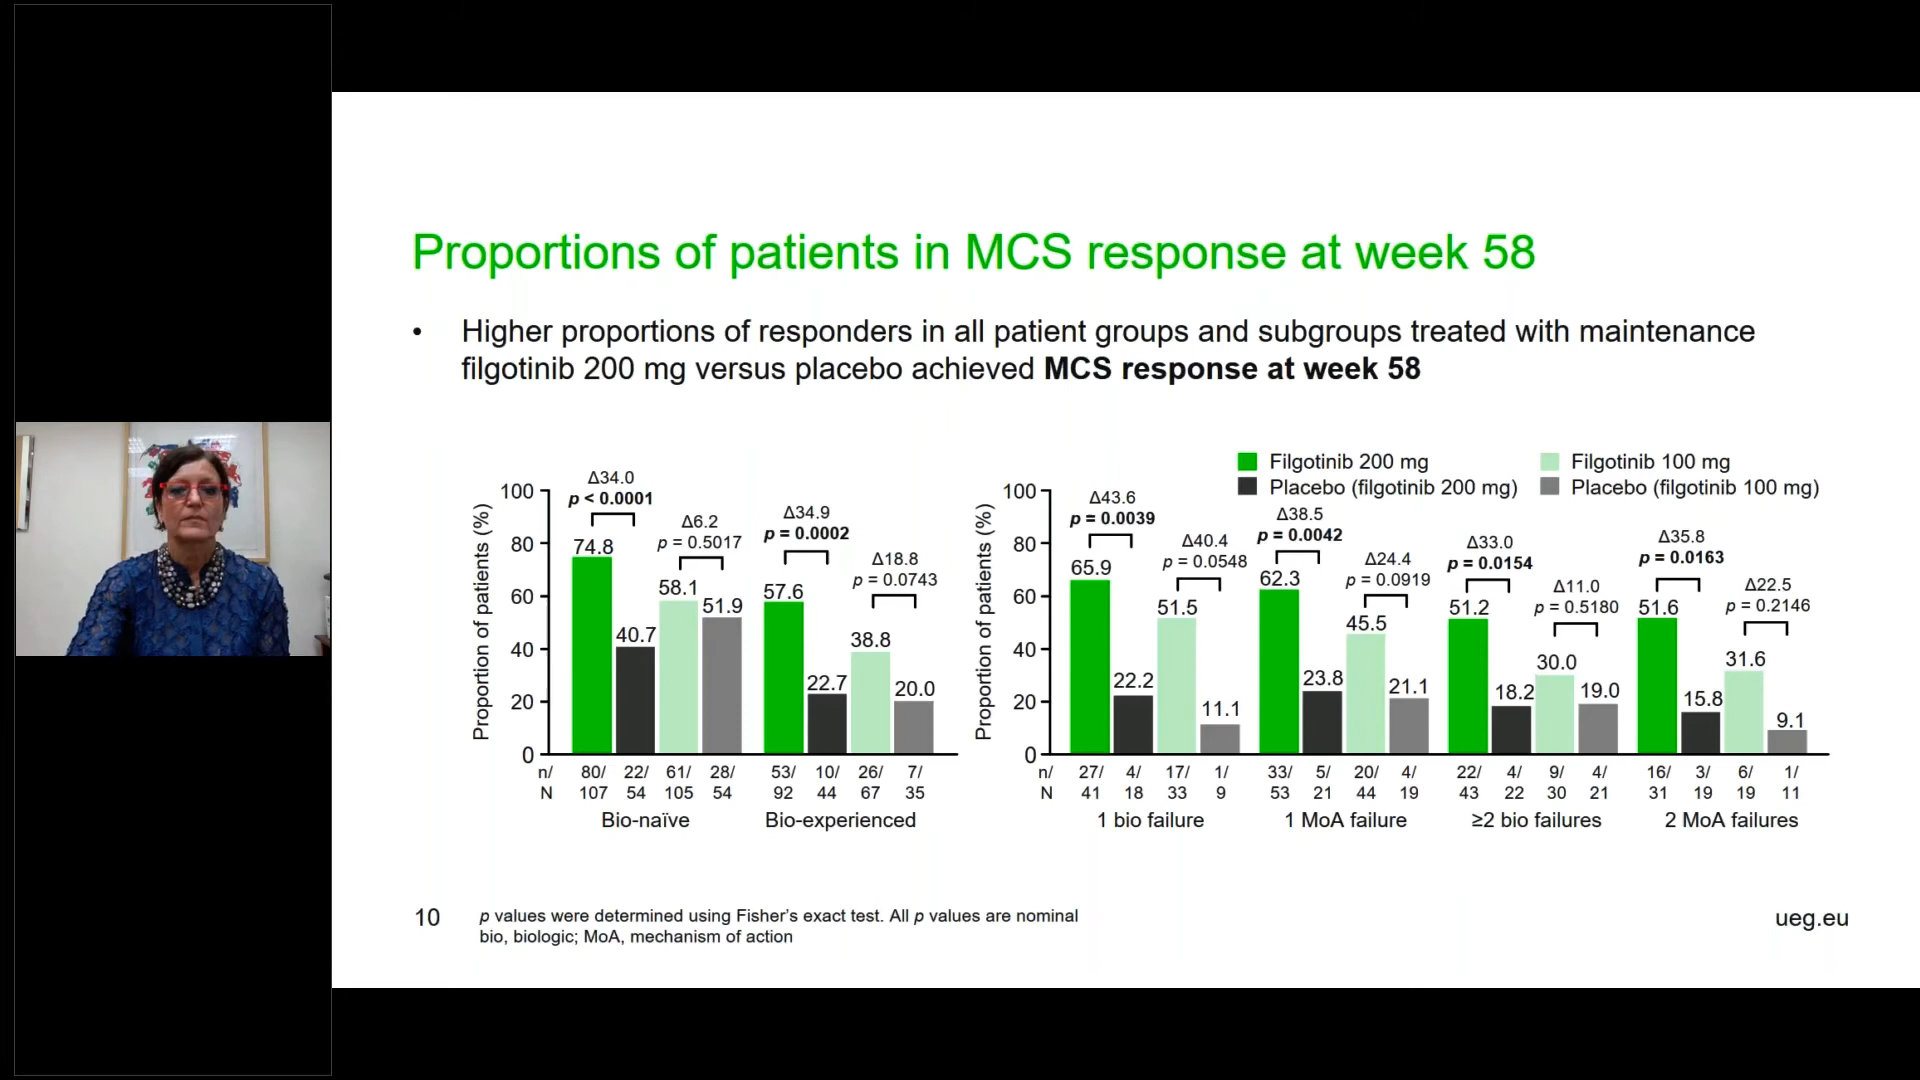 Proportions of patients in MCS response at week 58
• Higher proportions of responders in all patient groups and subgroups treated with maintenance
filgotinib 200 mg versus placebo achieved MCS response at week 58
Filgotinib 200 mg
Filgotinib 100 mg
Placebo (filgotinib 200 mg)
Placebo (filgotinib 100 mg)
Proportion of patients (%)
100
80
60
40
20
0
Δ34.0
p < 0.0001
74.8
40.7
Δ6.2
p = 0.5017
58.1
51.9
Δ34.9
p = 0.0002
57.6
22.7
Δ18.8
p = 0.0743
38.8
20.0
n/ 80/ 22/ 61/ 28/ 53/ 10/ 26/ 7/
N 107 54 105 54 92 44 67 35
Bio-naïve Bio-experienced
Proportion of patients (%)
100
80
60
40
20
0
Δ43.6
p = 0.0039
65.9
22.2
Δ40.4
p = 0.0548
51.5
11.1
Δ38.5
p = 0.0042
62.3
23.8
Δ24.4
p = 0.0919
45.5
21.1
Δ33.0
p = 0.0154
51.2
18.2
Δ11.0
p = 0.5180
30.0
19.0
Δ35.8
p = 0.0163
51.6
15.8
Δ22.5
p = 0.2146
31.6
9.1
n/ 27/ 4/ 17/ 1/ 33/ 5/ 20/ 4/ 22/ 4/ 9/ 4/ 16/ 3/ 6/ 1/
N 41 18 33 9 53 21 44 19 43 22 30 21 31 19 19 11
1 bio failure 1 MoA failure ≥2 bio failures 2 MoA failures
10
p values were determined using Fisher’s exact test. All p values are nominal
bio, biologic; MoA, mechanism of action
ueg.eu